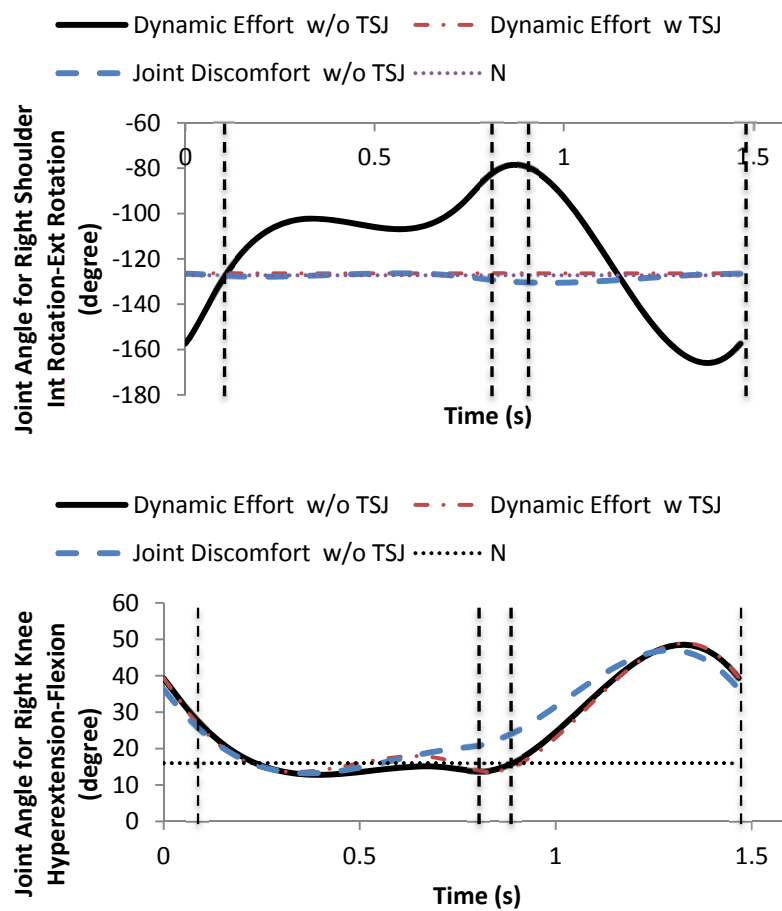 Dynamic Effort w/o TSJ Dynamic Effort w TSJ
Joint Discomfort w/o TSJ N
Joint Angle for Right Shoulder
Int Rotation-Ext Rotation
(degree)
-60
-80
-100
-120
-140
-160
-180
0 0.5 1 1.5
Time (s)
Dynamic Effort w/o TSJ Dynamic Effort w TSJ
Joint Discomfort w/o TSJ N
Joint Angle for Right Knee
Hyperextension-Flexion
(degree)
60
50
40
30
20
10
0
0 0.5 1 1.5
Time (s)